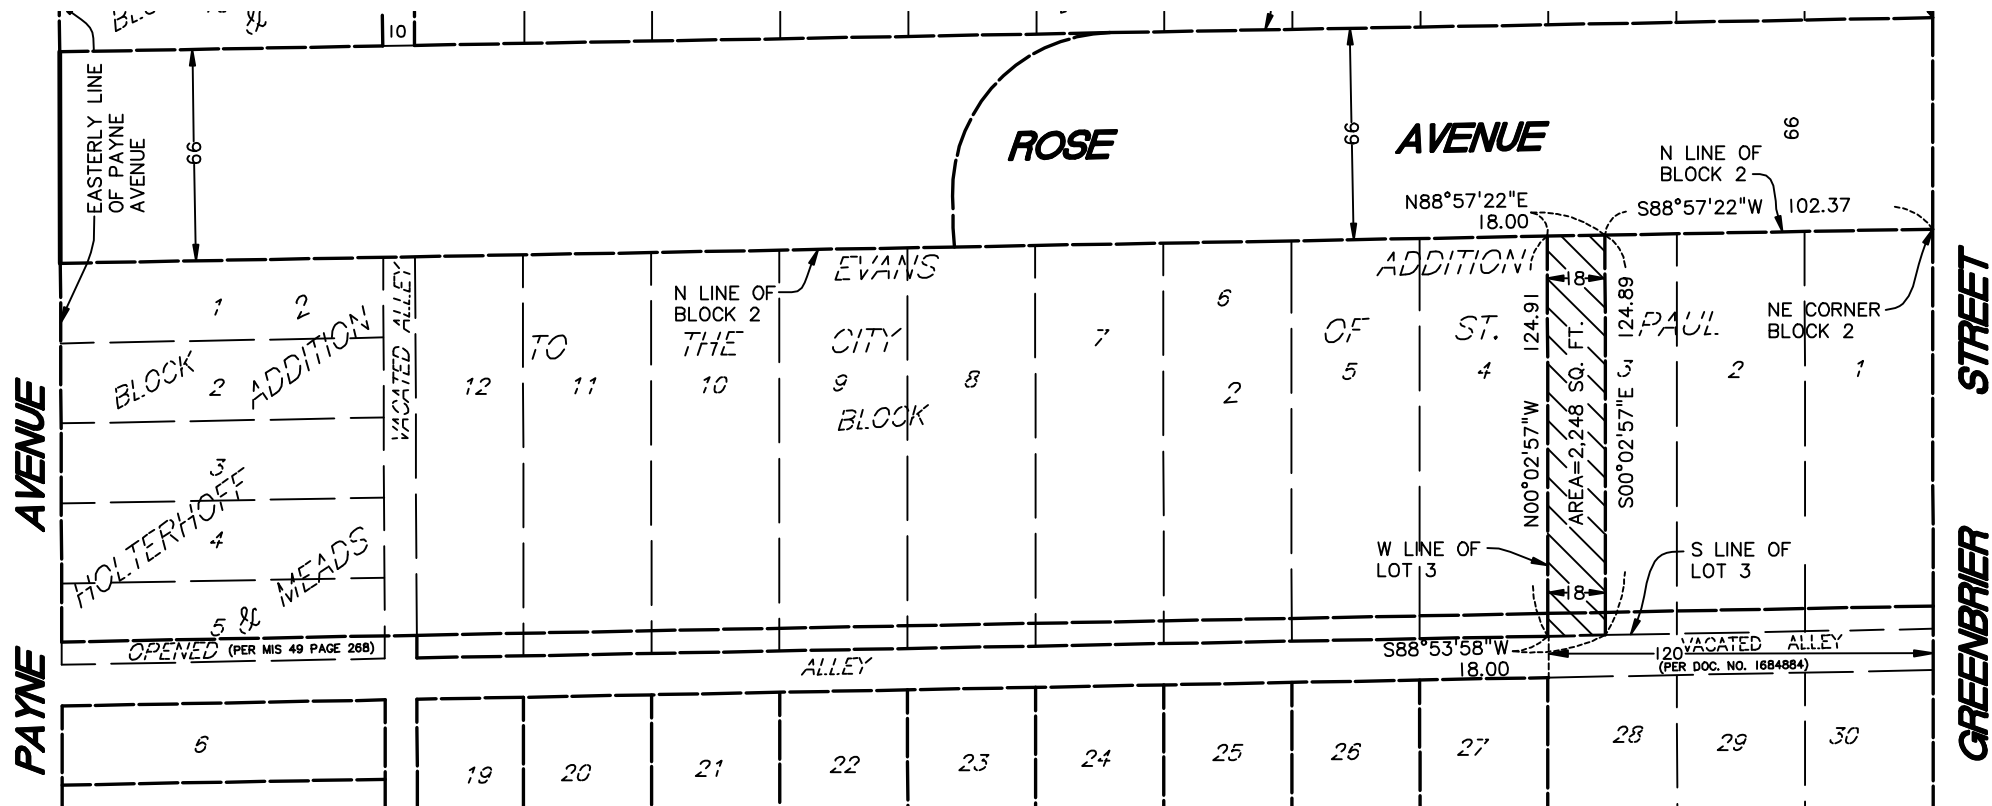 10
EASTERLY LINE
OF PAYNE
AVENUE
66
ROSE AVENUE
66
66
N LINE OF
BLOCK 2
N88°57'22"E
18.00
S88°57'22"W 102.37
EVANS ADDITION
TO THE CITY OF ST. PAUL
BLOCK 2
N LINE OF
BLOCK 2
NE CORNER
BLOCK 2
VACATED ALLEY
1 2
BLOCK
2
ADDITION
3
HOLTERHOFF
4
MEADS
5 &
12 11 10 9 8 7 6 5 4 3 2 1
18
124.91
N00°02'57"W
AREA=2,248 SQ. FT.
124.89
S00°02'57"E
18
W LINE OF
LOT 3
S LINE OF
LOT 3
OPENED (PER MIS 49 PAGE 268)
ALLEY
S88°53'58"W
18.00
120
VACATED ALLEY
(PER DOC. NO. 1684884)
6
19 20 21 22 23 24 25 26 27 28 29 30
PAYNE AVENUE
GREENBRIER STREET